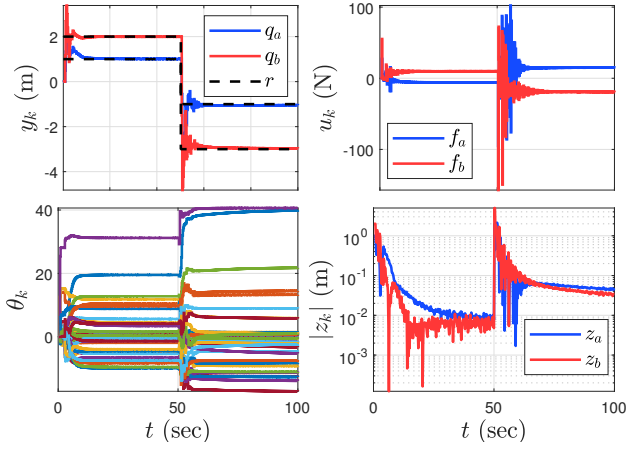 y_k (m)
2
0
-2
-4
q_a
q_b
r
u_k (N)
100
0
-100
f_a
f_b
θ_k
40
20
0
0
50
100
t (sec)
|z_k| (m)
10^0
10^-1
10^-2
10^-3
z_a
z_b
0
50
100
t (sec)